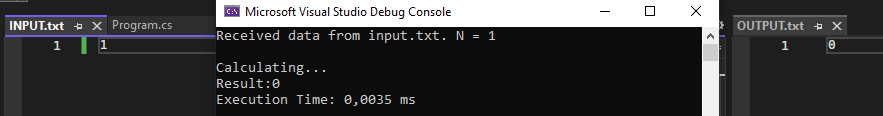 INPUT.txt
Program.cs
1
1
Microsoft Visual Studio Debug Console
Received data from input.txt. N = 1
Calculating...
Result:0
Execution Time: 0,0035 ms
OUTPUT.txt
1
0